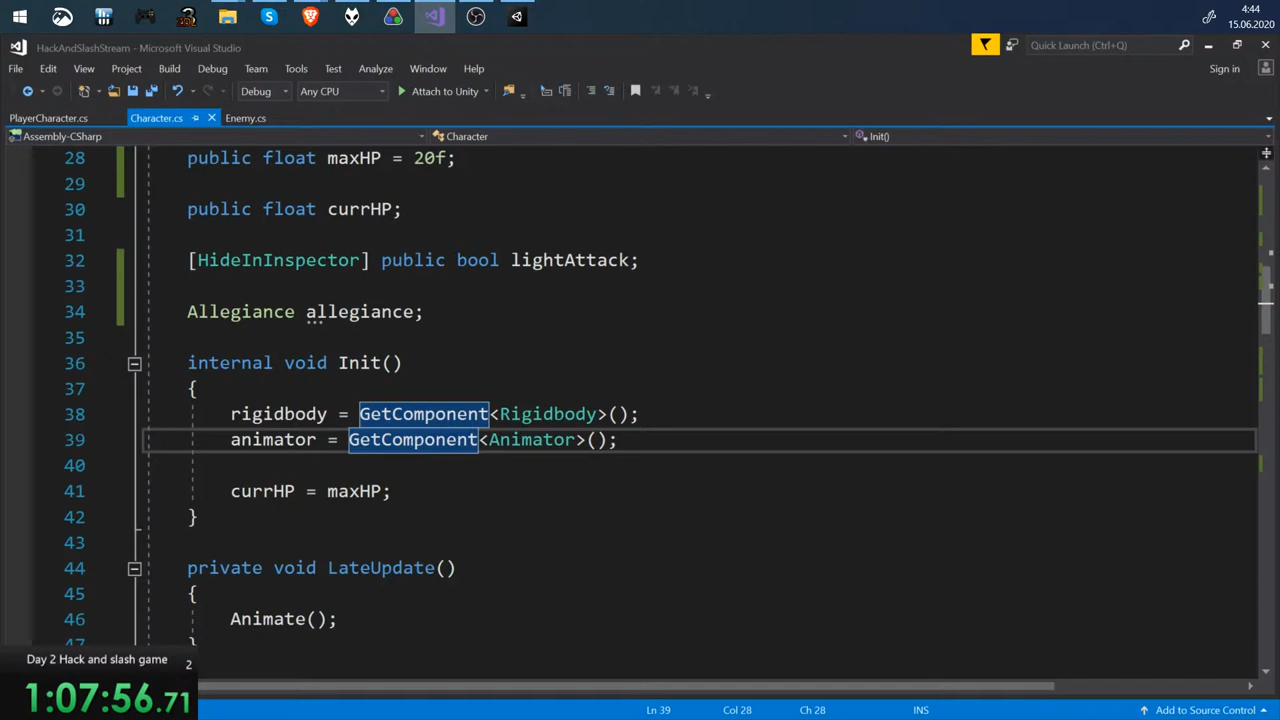 4:44
15.06.2020
HackAndSlashStream - Microsoft Visual Studio
Quick Launch (Ctrl+Q)
File Edit View Project Build Debug Team Tools Test Analyze Window Help
Sign in
Debug Any CPU Attach to Unity
PlayerCharacter.cs Character.cs Enemy.cs
Assembly-CSharp Character Init()
28 public float maxHP = 20f;
29
30 public float currHP;
31
32 [HideInInspector] public bool lightAttack;
33
34 Allegiance allegiance;
35
36 internal void Init()
37 {
38 rigidbody = GetComponent<Rigidbody>();
39 animator = GetComponent<Animator>();
40
41 currHP = maxHP;
42 }
43
44 private void LateUpdate()
45 {
46 Animate();
47 }
Day 2 Hack and slash game 2
1:07:56.71
Ln 39 Col 28 Ch 28 INS Add to Source Control